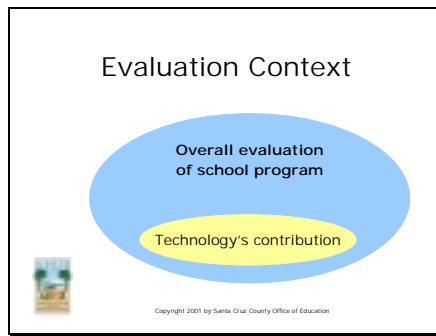 Evaluation Context
Overall evaluation
of school program
Technology's contribution
Copyright 2001 by Santa Cruz County Office of Education